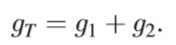 g_T = g_1 + g_2.